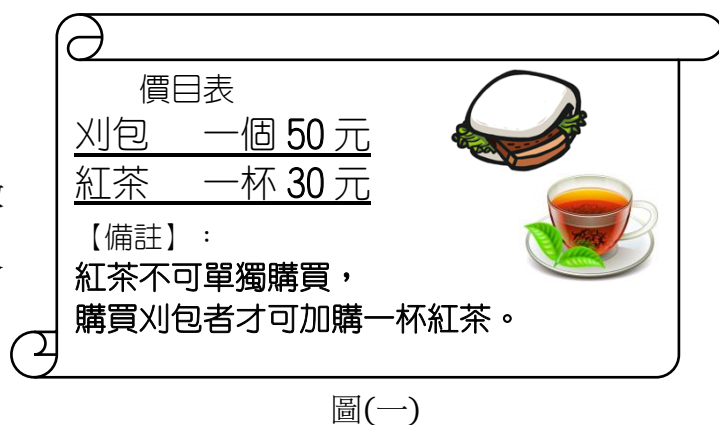 價目表
刈包 一個 50 元
紅茶 一杯 30 元
【備註】：
紅茶不可單獨購買，
購買刈包者才可加購一杯紅茶。
圖(一)